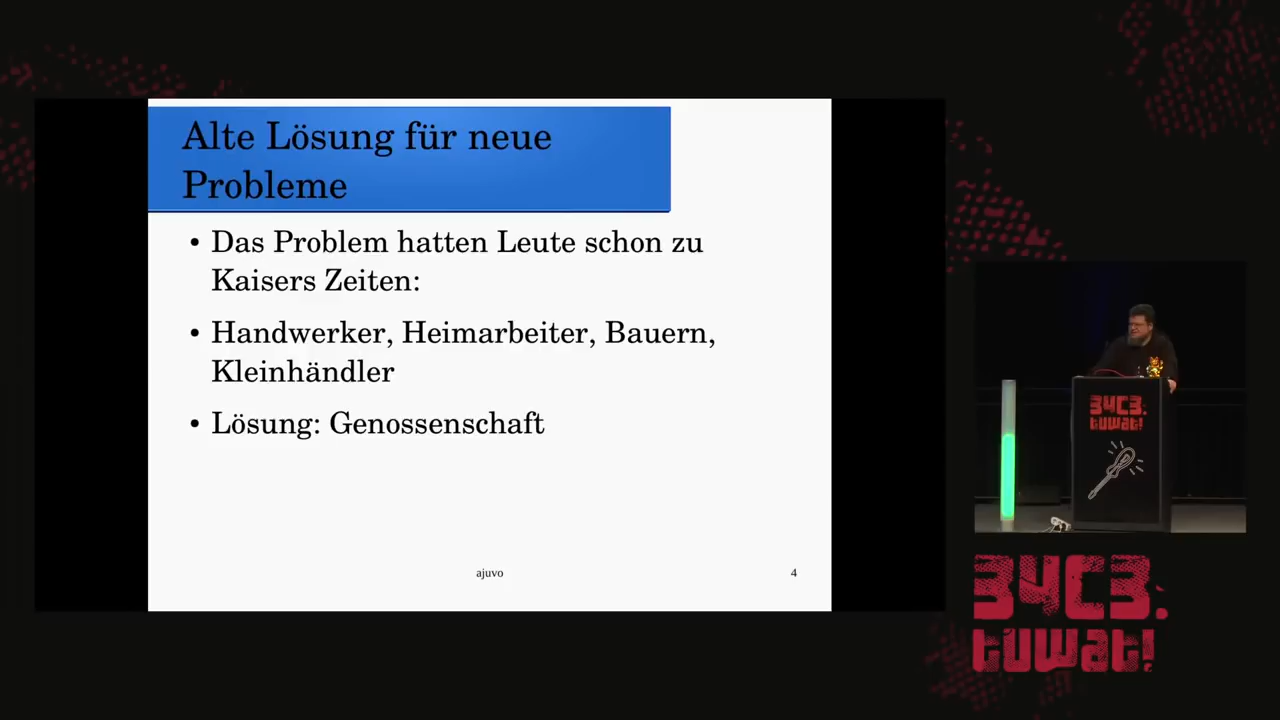 Alte Lösung für neue
Probleme
• Das Problem hatten Leute schon zu
Kaisers Zeiten:
• Handwerker, Heimarbeiter, Bauern,
Kleinhändler
• Lösung: Genossenschaft
ajuvo
4
34C3.
tuwat!
34C3.
tuwat!